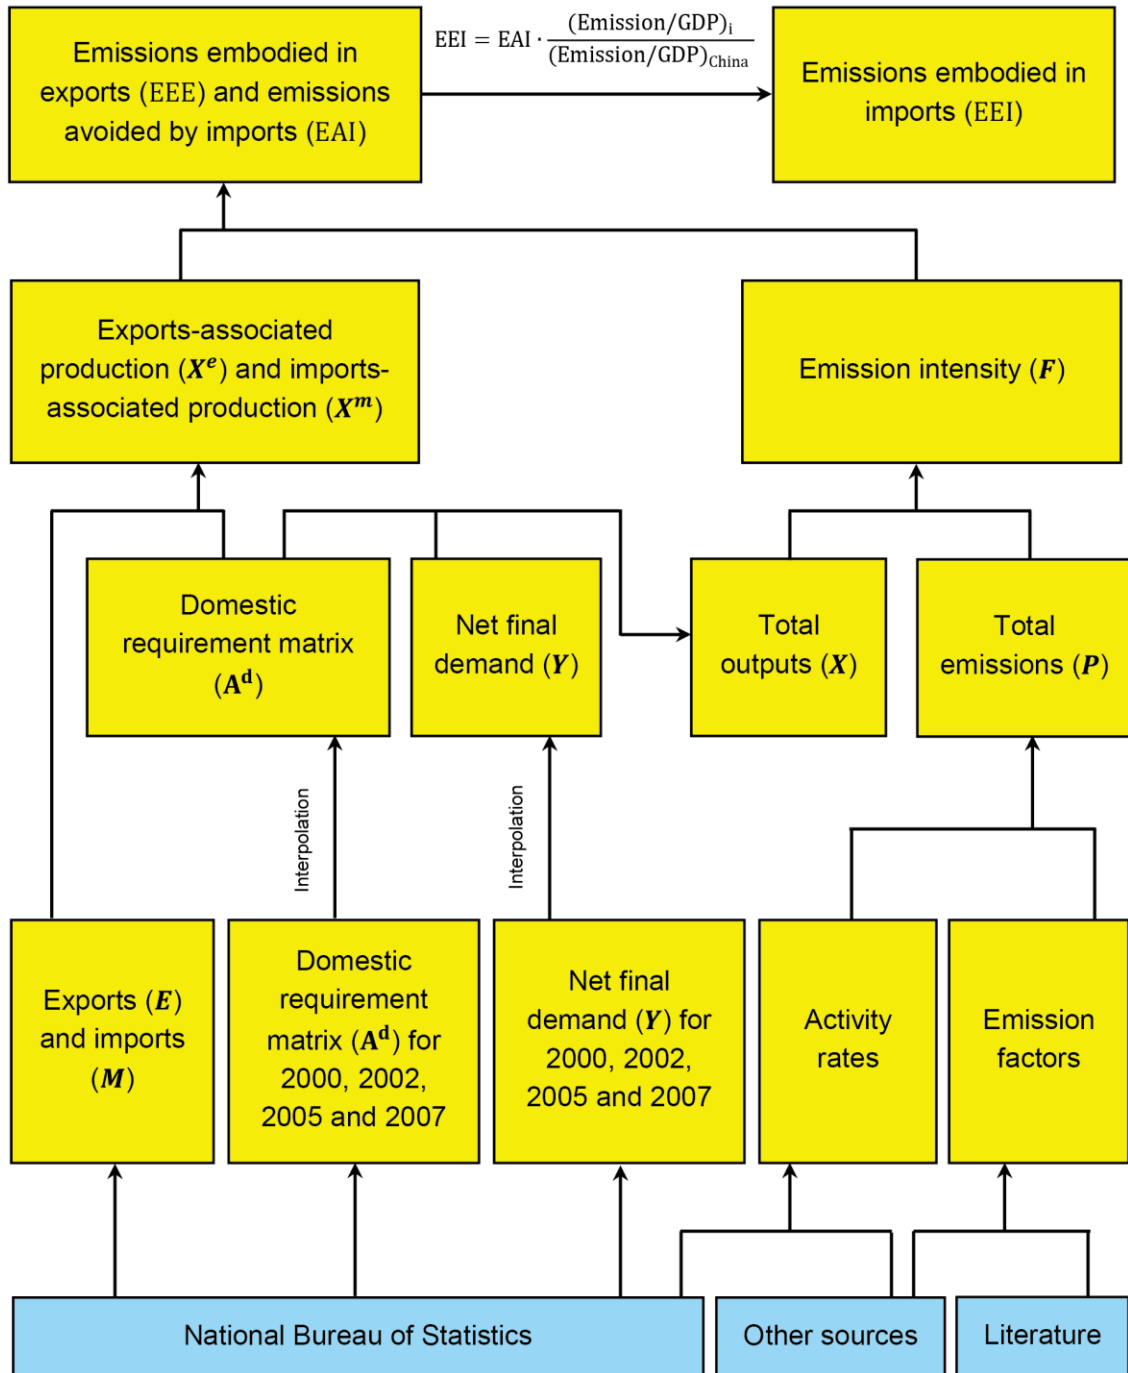 Emissions embodied in
exports (EEE) and emissions
avoided by imports (EAI)
EEI = EAI · (Emission/GDP)i / (Emission/GDP)China
Emissions embodied in
imports (EEI)
Exports-associated
production (X^e) and imports-
associated production (X^m)
Emission intensity (F)
Domestic
requirement matrix
(A^d)
Net final
demand (Y)
Total
outputs (X)
Total
emissions (P)
Interpolation
Interpolation
Exports (E)
and imports
(M)
Domestic
requirement
matrix (A^d) for
2000, 2002,
2005 and 2007
Net final
demand (Y) for
2000, 2002,
2005 and 2007
Activity
rates
Emission
factors
National Bureau of Statistics
Other sources
Literature